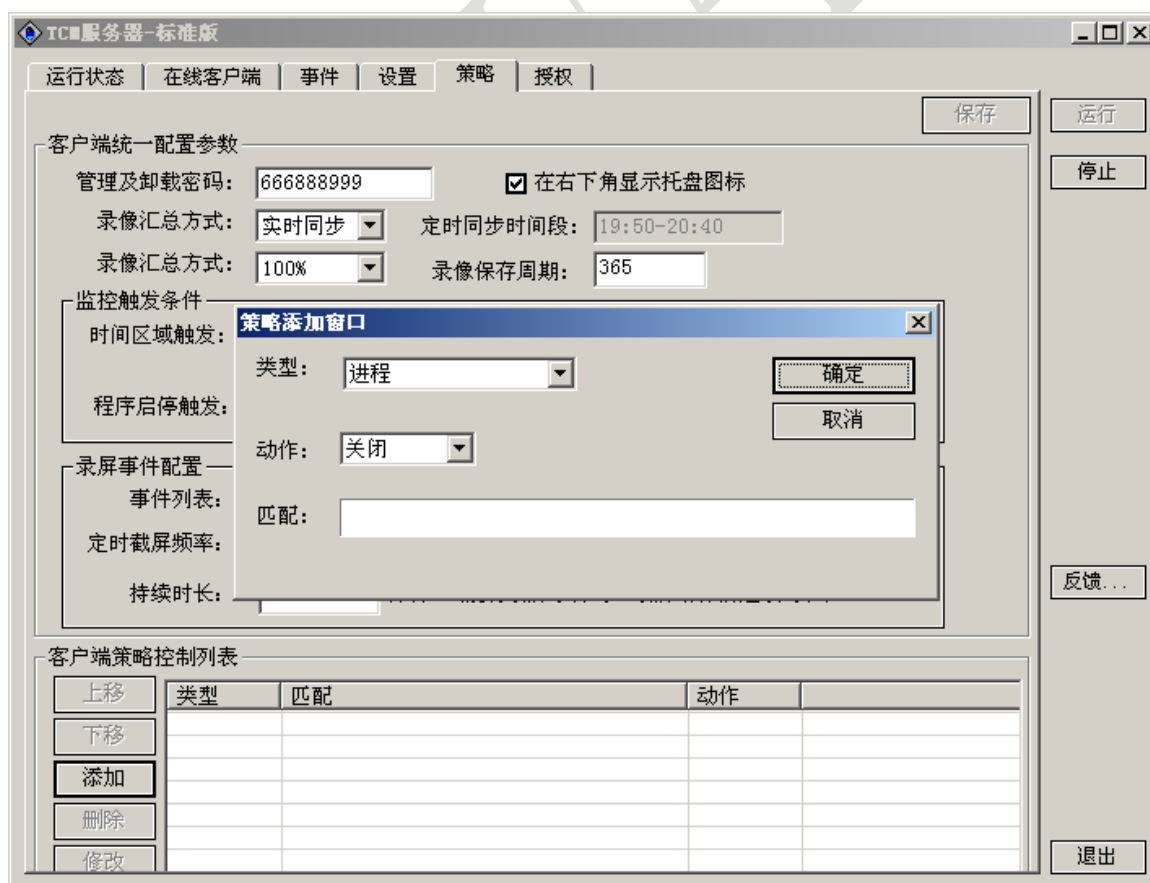 TCM服务器-标准版
运行状态 在线客户端 事件 设置 策略 授权
保存 运行
客户端统一配置参数
管理及卸载密码: 666888999 在右下角显示托盘图标 停止
录像汇总方式: 实时同步 定时同步时间段: 19:50-20:40
录像汇总方式: 100% 录像保存周期: 365
监控触发条件
策略添加窗口
时间区域触发:
类型: 进程 确定
程序启停触发: 取消
动作: 关闭
录屏事件配置
事件列表:
匹配:
定时截屏频率:
持续时长: 反馈...
客户端策略控制列表
上移 类型 匹配 动作
下移
添加
删除
修改 退出